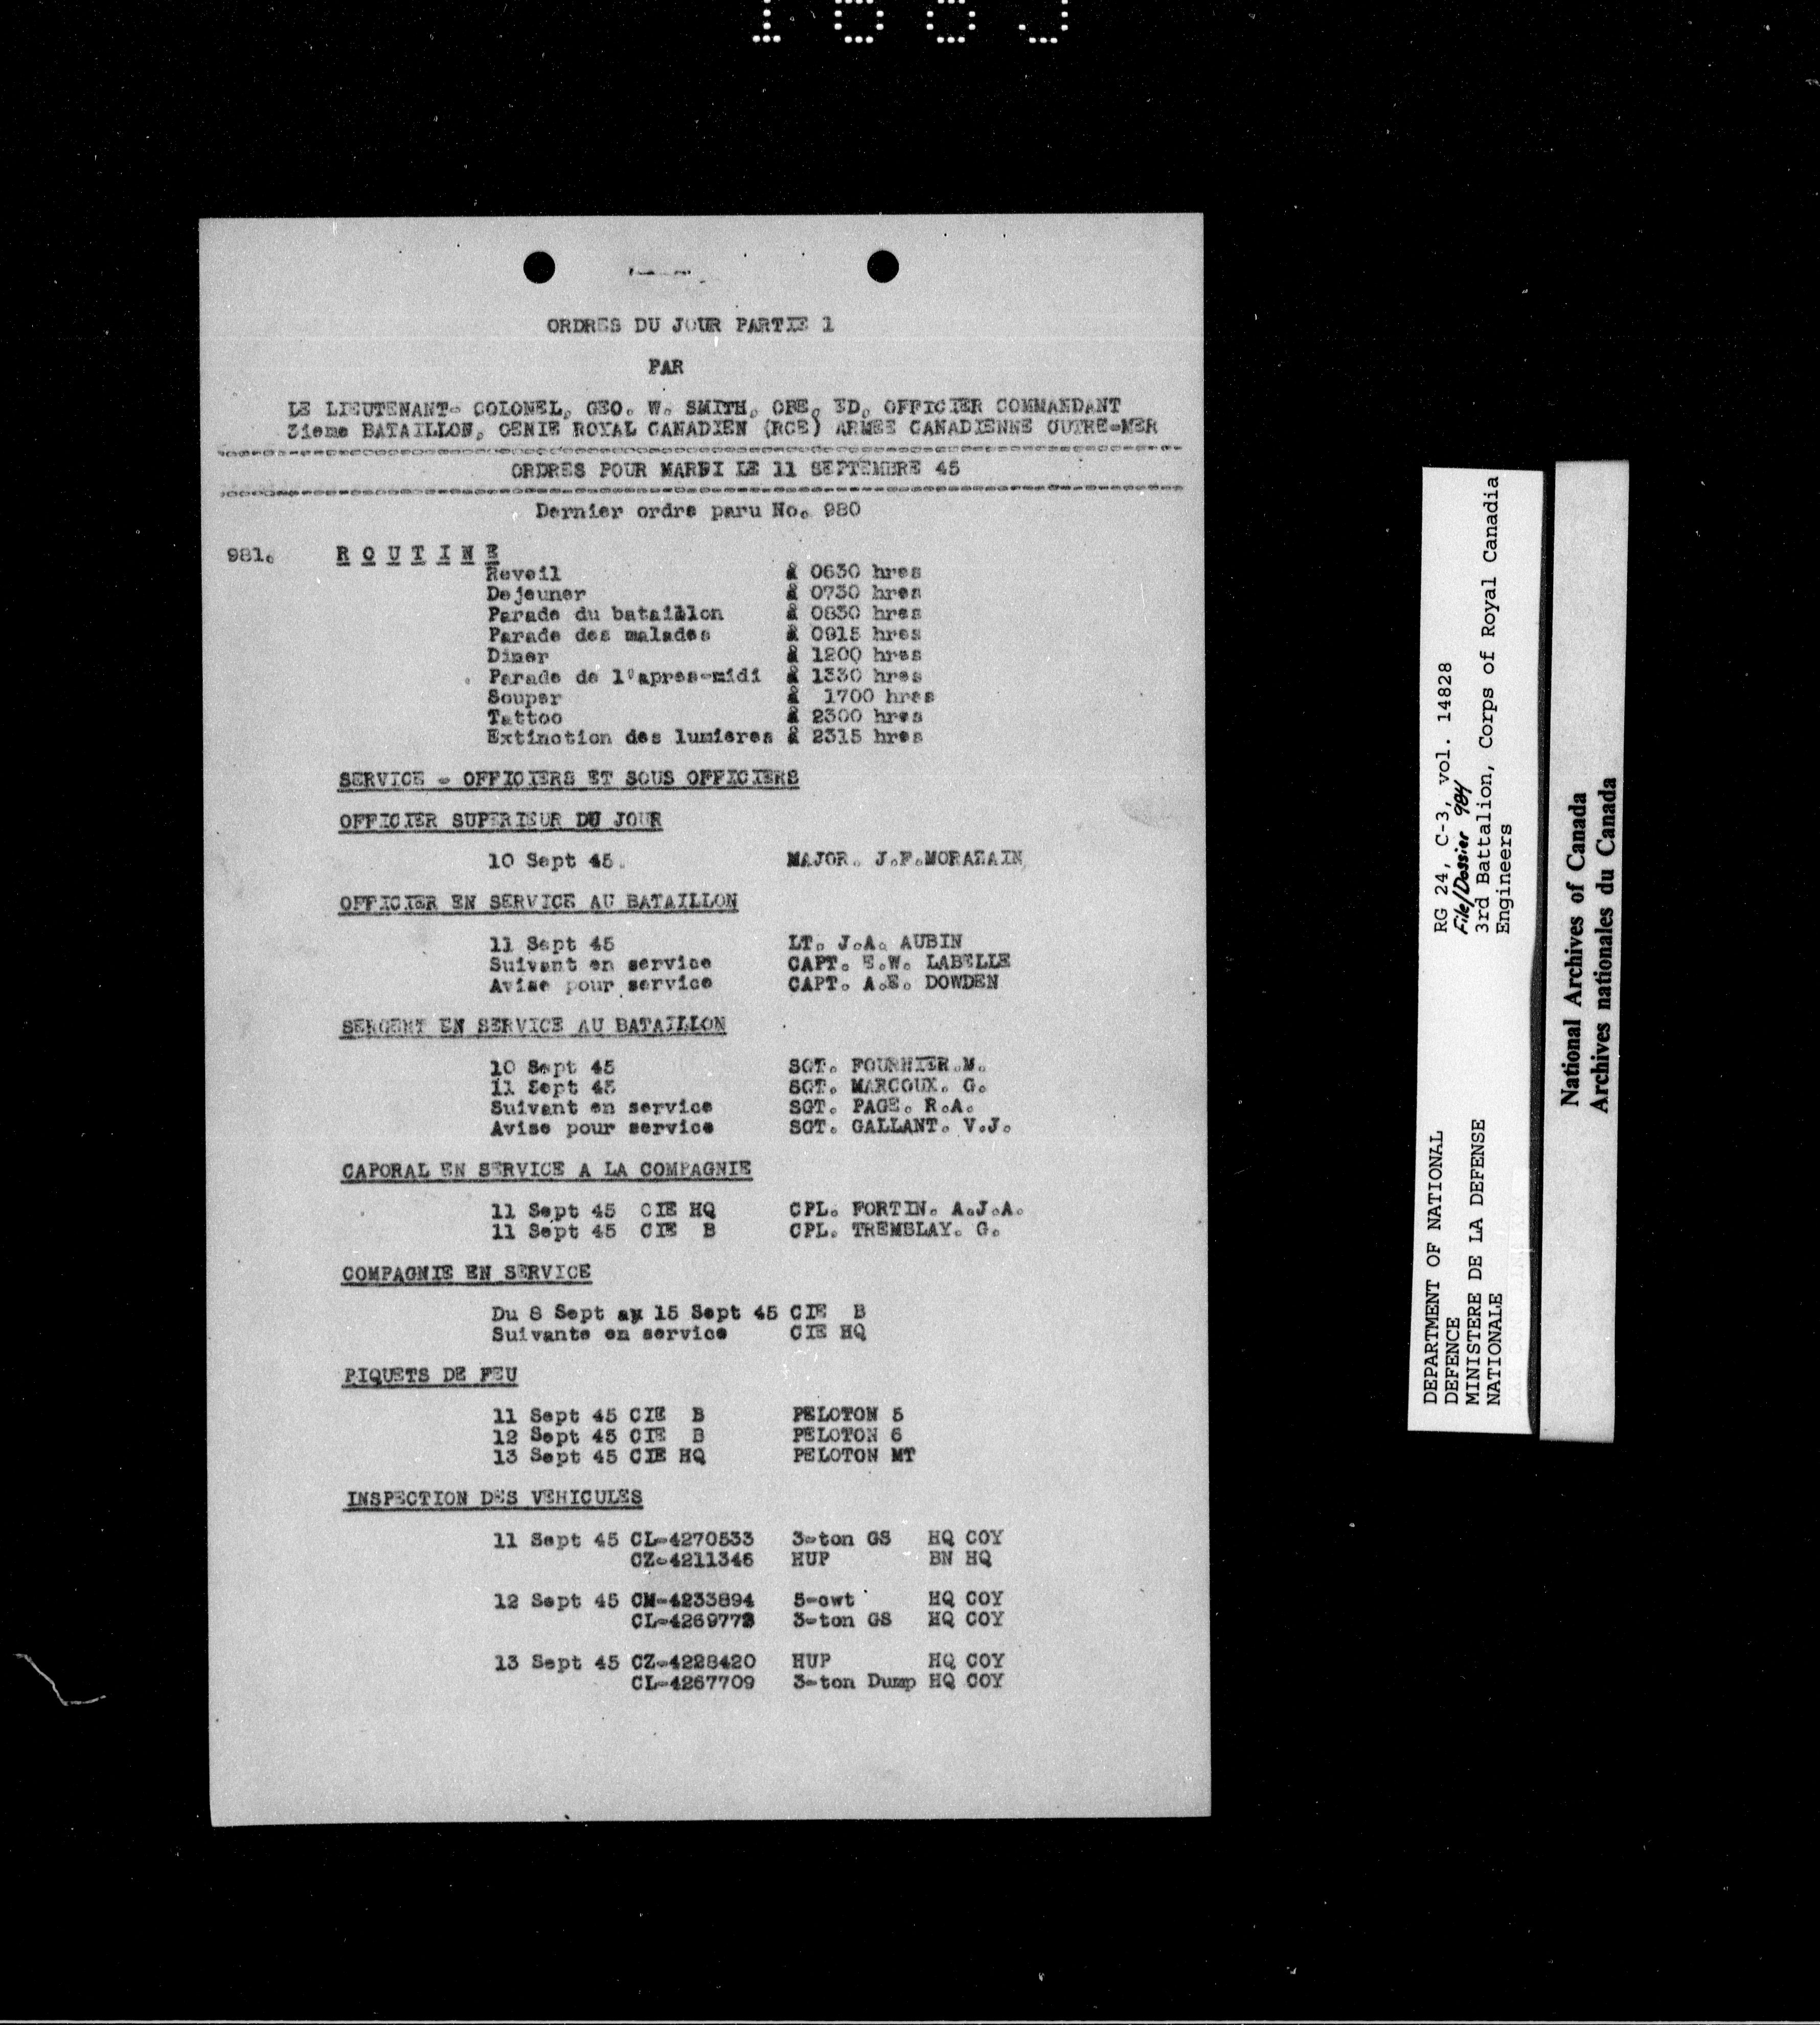 ORDRES DU JOUR PARTIE 1
PAR
LE LIEUTENANT- COLONEL, GEO. W. SMITH, OBE, ED, OFFICIER COMMANDANT
3ieme BATAILLON, GENIE ROYAL CANADIEN (RCE) ARMEE CANADIENNE OUTRE-MER
ORDRES POUR MARDI LE 11 SEPTEMBRE 45
Dernier ordre paru No. 980
981. R O U T I N E
Reveil à 0630 hres
Dejeuner à 0730 hres
Parade du bataillon à 0830 hres
Parade des malades à 0915 hres
Diner à 1200 hres
Parade de l'apres-midi à 1330 hres
Souper à 1700 hres
Tattoo à 2300 hres
Extinction des lumieres à 2315 hres
SERVICE - OFFICIERS ET SOUS OFFICIERS
OFFICIER SUPERIEUR DU JOUR
10 Sept 45. MAJOR. J.F.MORAZAIN
OFFICIER EN SERVICE AU BATAILLON
11 Sept 45 LT. J.A. AUBIN
Suivant en service CAPT. E.W. LABELLE
Avise pour service CAPT. A.E. DOWDEN
SERGENT EN SERVICE AU BATAILLON
10 Sept 45 SGT. FOURNIER.M.
11 Sept 45 SGT. MARCOUX. G.
Suivant en service SGT. PAGE. R.A.
Avise pour service SGT. GALLANT. V.J.
CAPORAL EN SERVICE A LA COMPAGNIE
11 Sept 45 CIE HQ CPL. FORTIN. A.J.A.
11 Sept 45 CIE B CPL. TREMBLAY. G.
COMPAGNIE EN SERVICE
Du 8 Sept au 15 Sept 45 CIE B
Suivante en service CIE HQ
PIQUETS DE FEU
11 Sept 45 CIE B PELOTON 5
12 Sept 45 CIE B PELOTON 6
13 Sept 45 CIE HQ PELOTON MT
INSPECTION DES VEHICULES
11 Sept 45 CL-4270533 3-ton GS HQ COY
CZ-4211346 HUP BN HQ
12 Sept 45 CM-4233894 5-cwt HQ COY
CL-4269773 3-ton GS HQ COY
13 Sept 45 CZ-4228420 HUP HQ COY
CL-4267709 3-ton Dump HQ COY
DEPARTMENT OF NATIONAL
DEFENCE
MINISTERE DE LA DEFENSE
NATIONALE
RG 24, C-3, vol. 14828
File/Dossier 984
3rd Battalion, Corps of Royal Canadia
Engineers
National Archives of Canada
Archives nationales du Canada